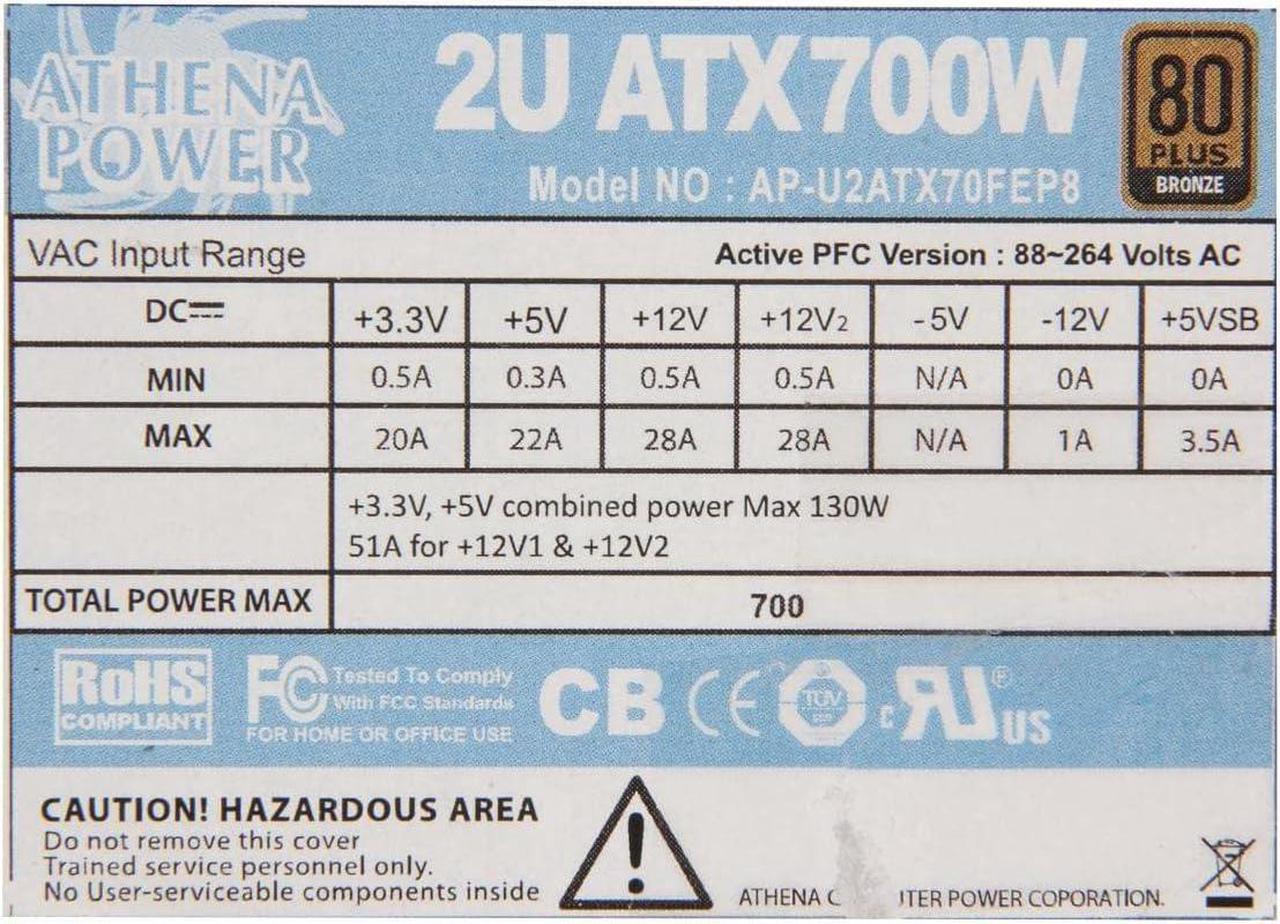 ATHENA
POWER
2U ATX 700W
Model NO : AP-U2ATX70FEP8
80
PLUS
BRONZE
VAC Input Range Active PFC Version : 88~264 Volts AC
DC +3.3V +5V +12V +12V2 -5V -12V +5VSB
MIN 0.5A 0.3A 0.5A 0.5A N/A 0A 0A
MAX 20A 22A 28A 28A N/A 1A 3.5A
+3.3V, +5V combined power Max 130W
51A for +12V1 & +12V2
TOTAL POWER MAX 700
RoHS
COMPLIANT
FC Tested To Comply
With FCC Standards
FOR HOME OR OFFICE USE
CB CE TUV c RU® US
CAUTION! HAZARDOUS AREA
Do not remove this cover
Trained service personnel only.
No User-serviceable components inside
ATHENA POWER COPORATION.